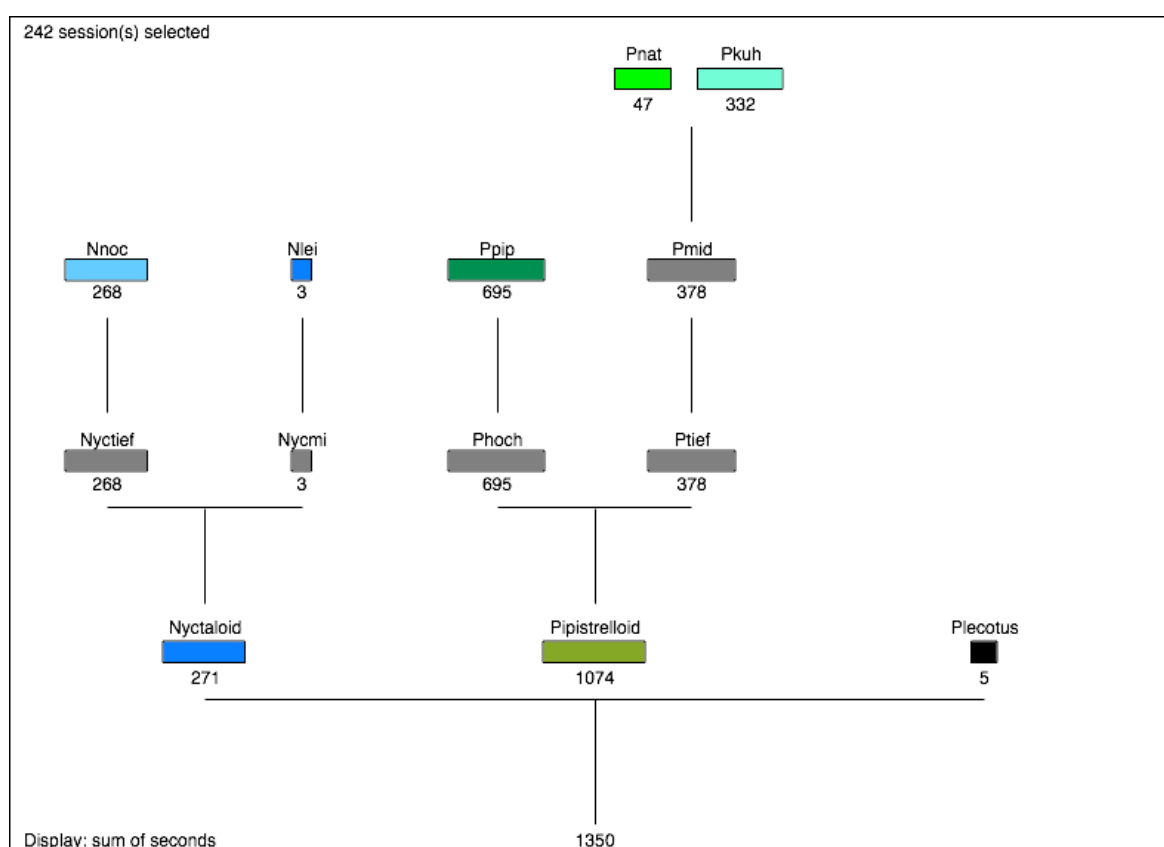 242 session(s) selected
Pnat Pkuh
47 332
Nnoc Nlei Ppip Pmid
268 3 695 378
Nyctief Nycmi Phoch Ptief
268 3 695 378
Nyctaloid Pipistrelloid Plecotus
271 1074 5
Display: sum of seconds 1350